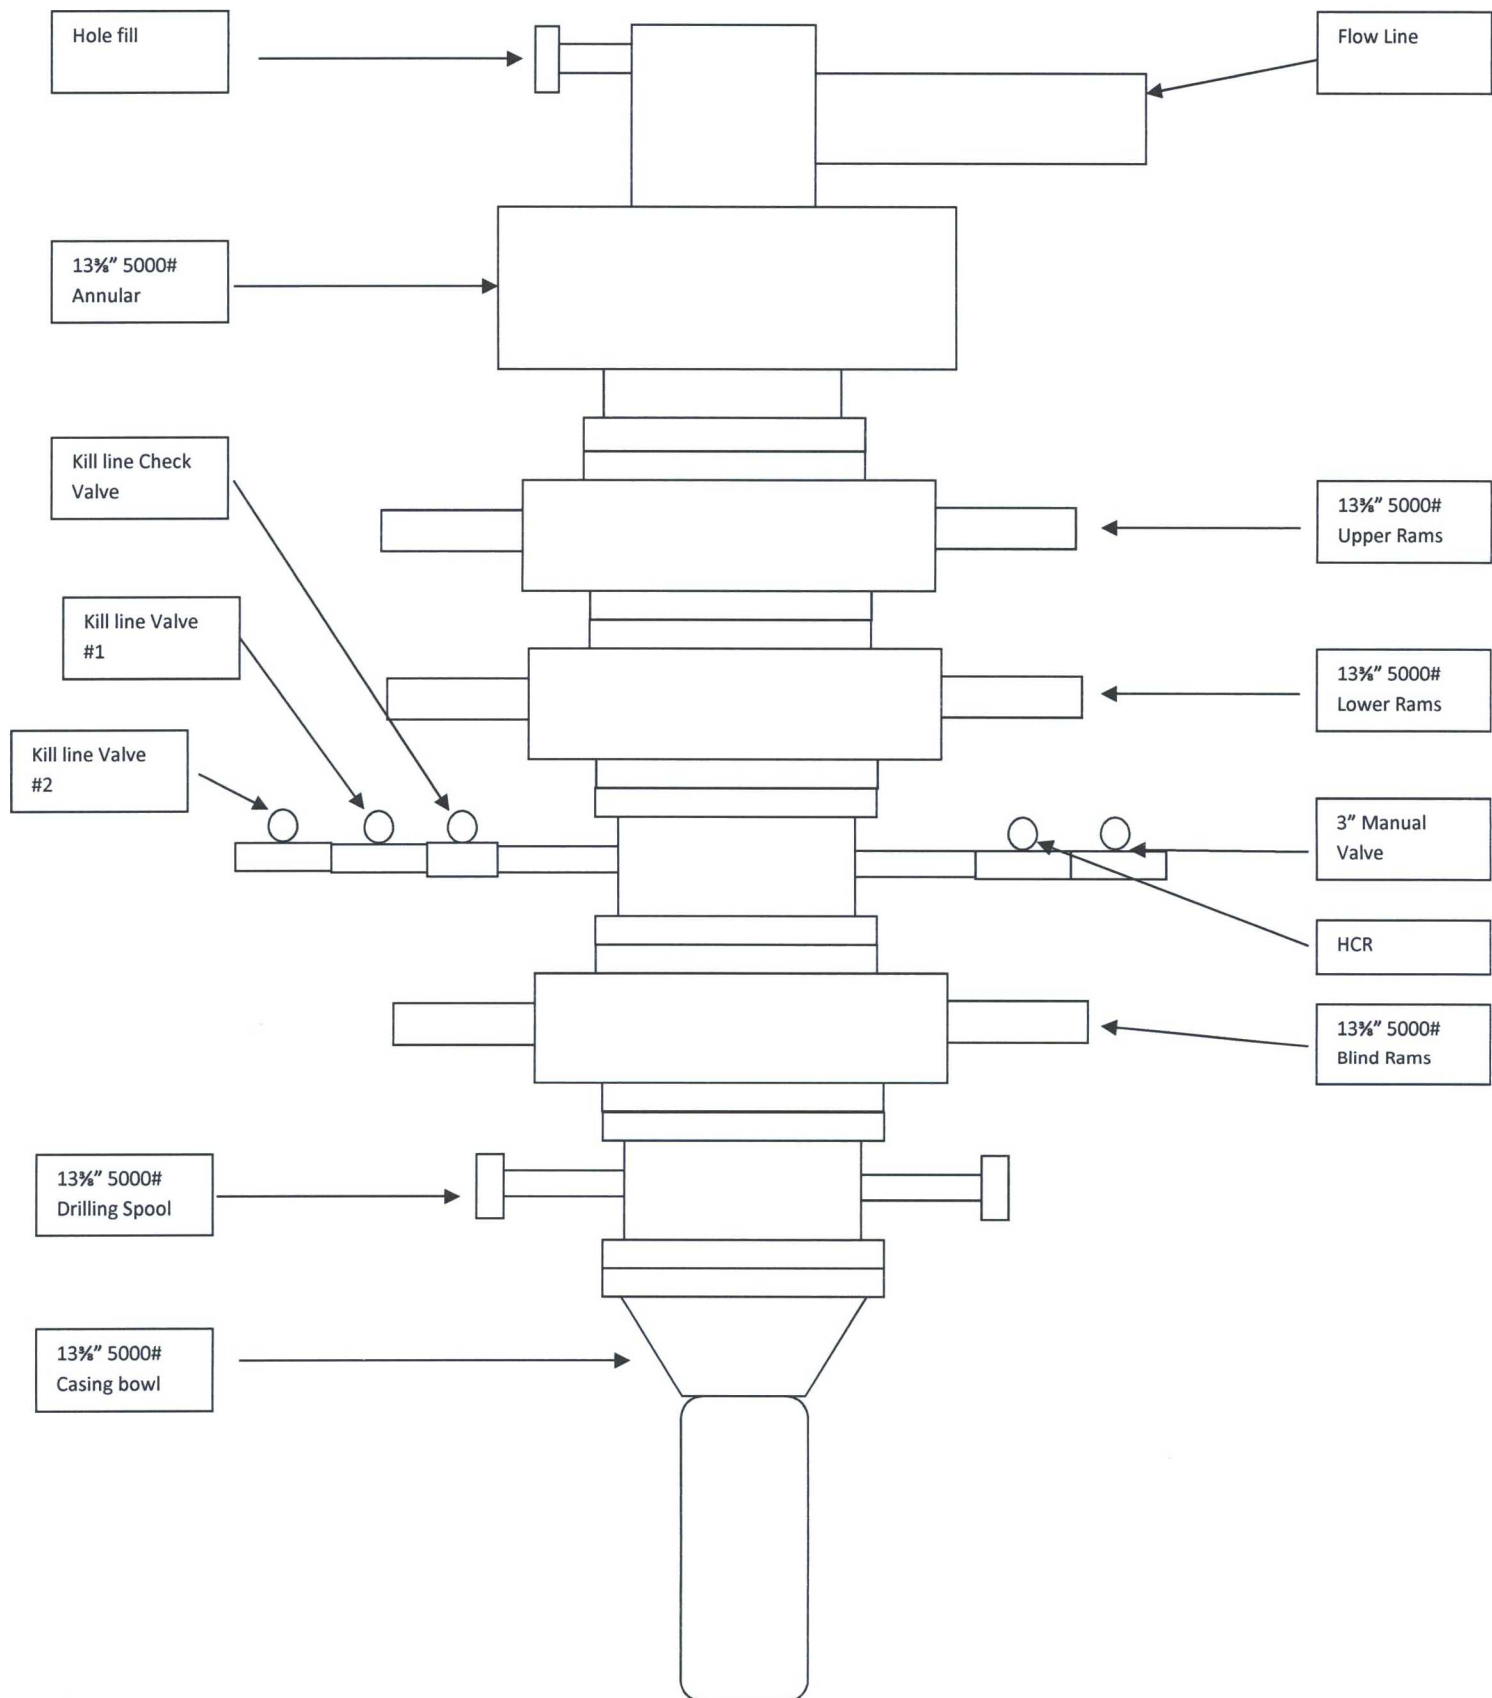 Hole fill
Flow Line
13⅝" 5000#
Annular
Kill line Check
Valve
13⅝" 5000#
Upper Rams
Kill line Valve
#1
13⅝" 5000#
Lower Rams
Kill line Valve
#2
3" Manual
Valve
HCR
13⅝" 5000#
Blind Rams
13⅝" 5000#
Drilling Spool
13⅝" 5000#
Casing bowl